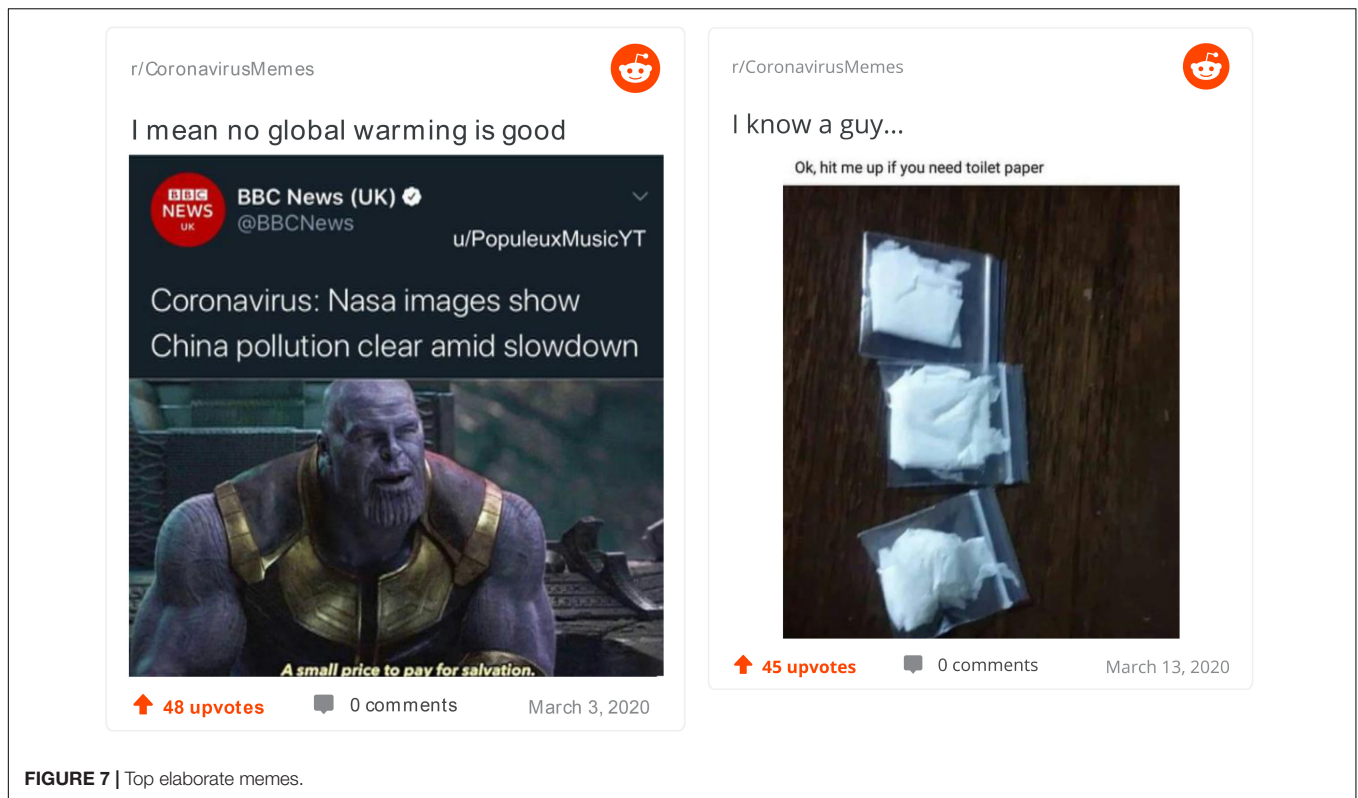 r/CoronavirusMemes
I mean no global warming is good
BBC
NEWS
UK
BBC News (UK)
@BBCNews
u/PopuleuxMusicYT
Coronavirus: Nasa images show
China pollution clear amid slowdown
A small price to pay for salvation.
48 upvotes
0 comments
March 3, 2020
r/CoronavirusMemes
I know a guy...
Ok, hit me up if you need toilet paper
45 upvotes
0 comments
March 13, 2020
FIGURE 7 | Top elaborate memes.